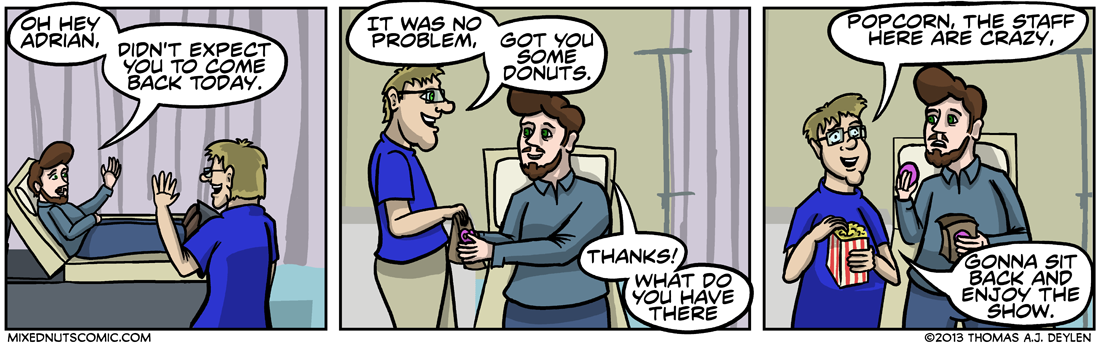 OH HEY
ADRIAN,
DIDN'T EXPECT
YOU TO COME
BACK TODAY.
IT WAS NO
PROBLEM,
GOT YOU
SOME
DONUTS.
THANKS!
WHAT DO
YOU HAVE
THERE
POPCORN, THE STAFF
HERE ARE CRAZY,
GONNA SIT
BACK AND
ENJOY THE
SHOW.
MIXEDNUTSCOMIC.COM
©2013 THOMAS A.J. DEYLEN